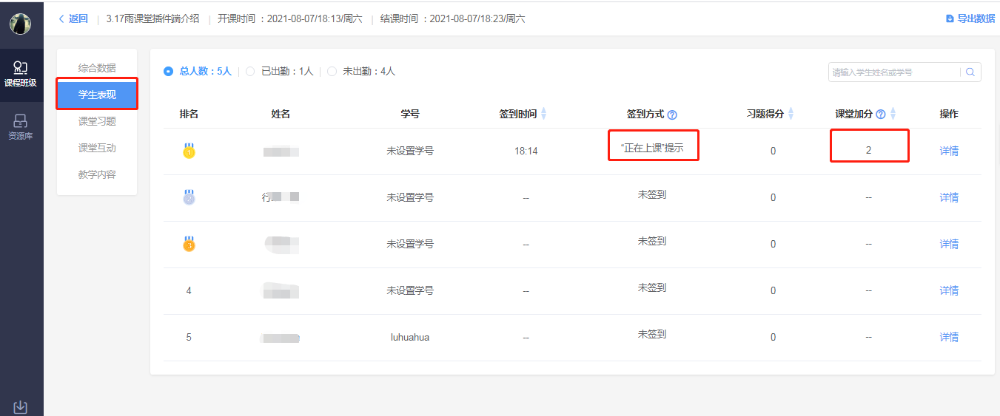 返回 3.17雨课堂插件端介绍 开课时间 ：2021-08-07/18:13/周六 结课时间 ：2021-08-07/18:23/周六 导出数据
课程班级
资源库
综合数据
学生表现
课堂习题
课堂互动
教学内容
总人数：5人 已出勤：1人 未出勤：4人 请输入学生姓名或学号
排名 姓名 学号 签到时间 签到方式 习题得分 课堂加分 操作
1 未设置学号 18:14 “正在上课”提示 0 2 详情
2 行 未设置学号 -- 未签到 0 -- 详情
3 未设置学号 -- 未签到 0 -- 详情
4 未设置学号 -- 未签到 0 -- 详情
5 luhuahua -- 未签到 0 -- 详情